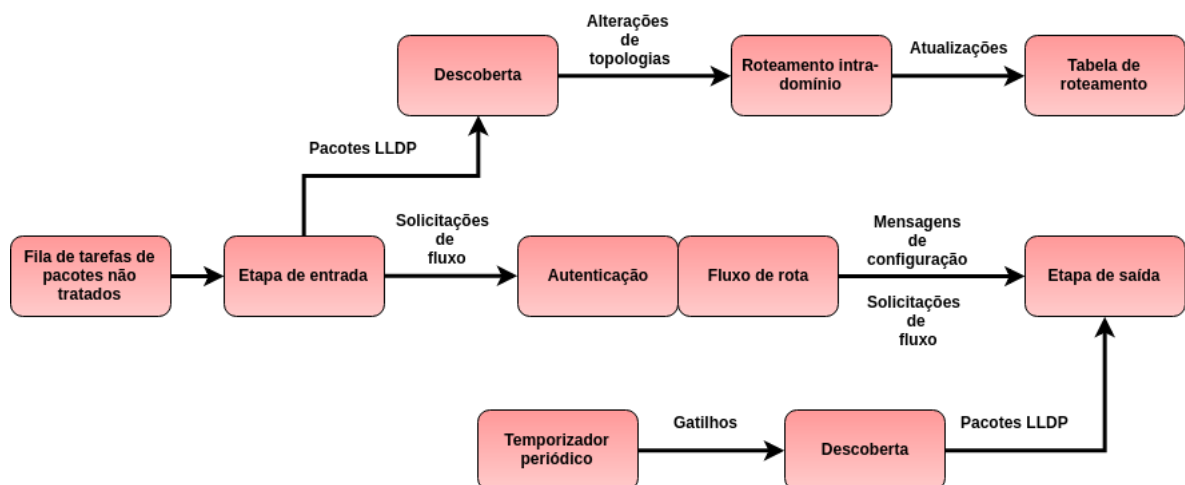 Alterações
de
topologias
Descoberta
Roteamento intra-
domínio
Atualizações
Tabela de
roteamento
Pacotes LLDP
Fila de tarefas de
pacotes não
tratados
Etapa de entrada
Solicitações
de
fluxo
Autenticação
Fluxo de rota
Mensagens
de
configuração
Solicitações
de
fluxo
Etapa de saída
Temporizador
periódico
Gatilhos
Descoberta
Pacotes LLDP